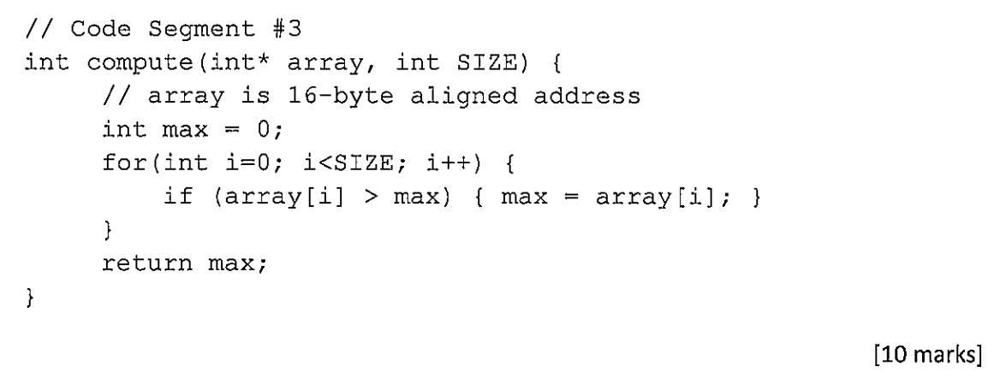 // Code Segment #3
int compute(int* array, int SIZE) {
// array is 16-byte aligned address
int max = 0;
for(int i=0; i<SIZE; i++) {
if (array[i] > max) { max = array[i]; }
}
return max;
}
[10 marks]